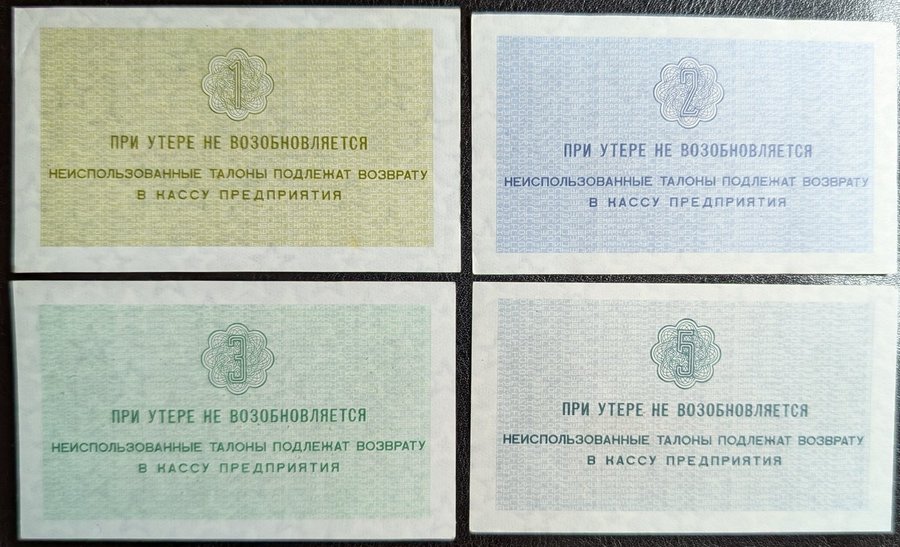 1
ПРИ УТЕРЕ НЕ ВОЗОБНОВЛЯЕТСЯ
НЕИСПОЛЬЗОВАННЫЕ ТАЛОНЫ ПОДЛЕЖАТ ВОЗВРАТУ
В КАССУ ПРЕДПРИЯТИЯ
2
ПРИ УТЕРЕ НЕ ВОЗОБНОВЛЯЕТСЯ
НЕИСПОЛЬЗОВАННЫЕ ТАЛОНЫ ПОДЛЕЖАТ ВОЗВРАТУ
В КАССУ ПРЕДПРИЯТИЯ
3
ПРИ УТЕРЕ НЕ ВОЗОБНОВЛЯЕТСЯ
НЕИСПОЛЬЗОВАННЫЕ ТАЛОНЫ ПОДЛЕЖАТ ВОЗВРАТУ
В КАССУ ПРЕДПРИЯТИЯ
5
ПРИ УТЕРЕ НЕ ВОЗОБНОВЛЯЕТСЯ
НЕИСПОЛЬЗОВАННЫЕ ТАЛОНЫ ПОДЛЕЖАТ ВОЗВРАТУ
В КАССУ ПРЕДПРИЯТИЯ